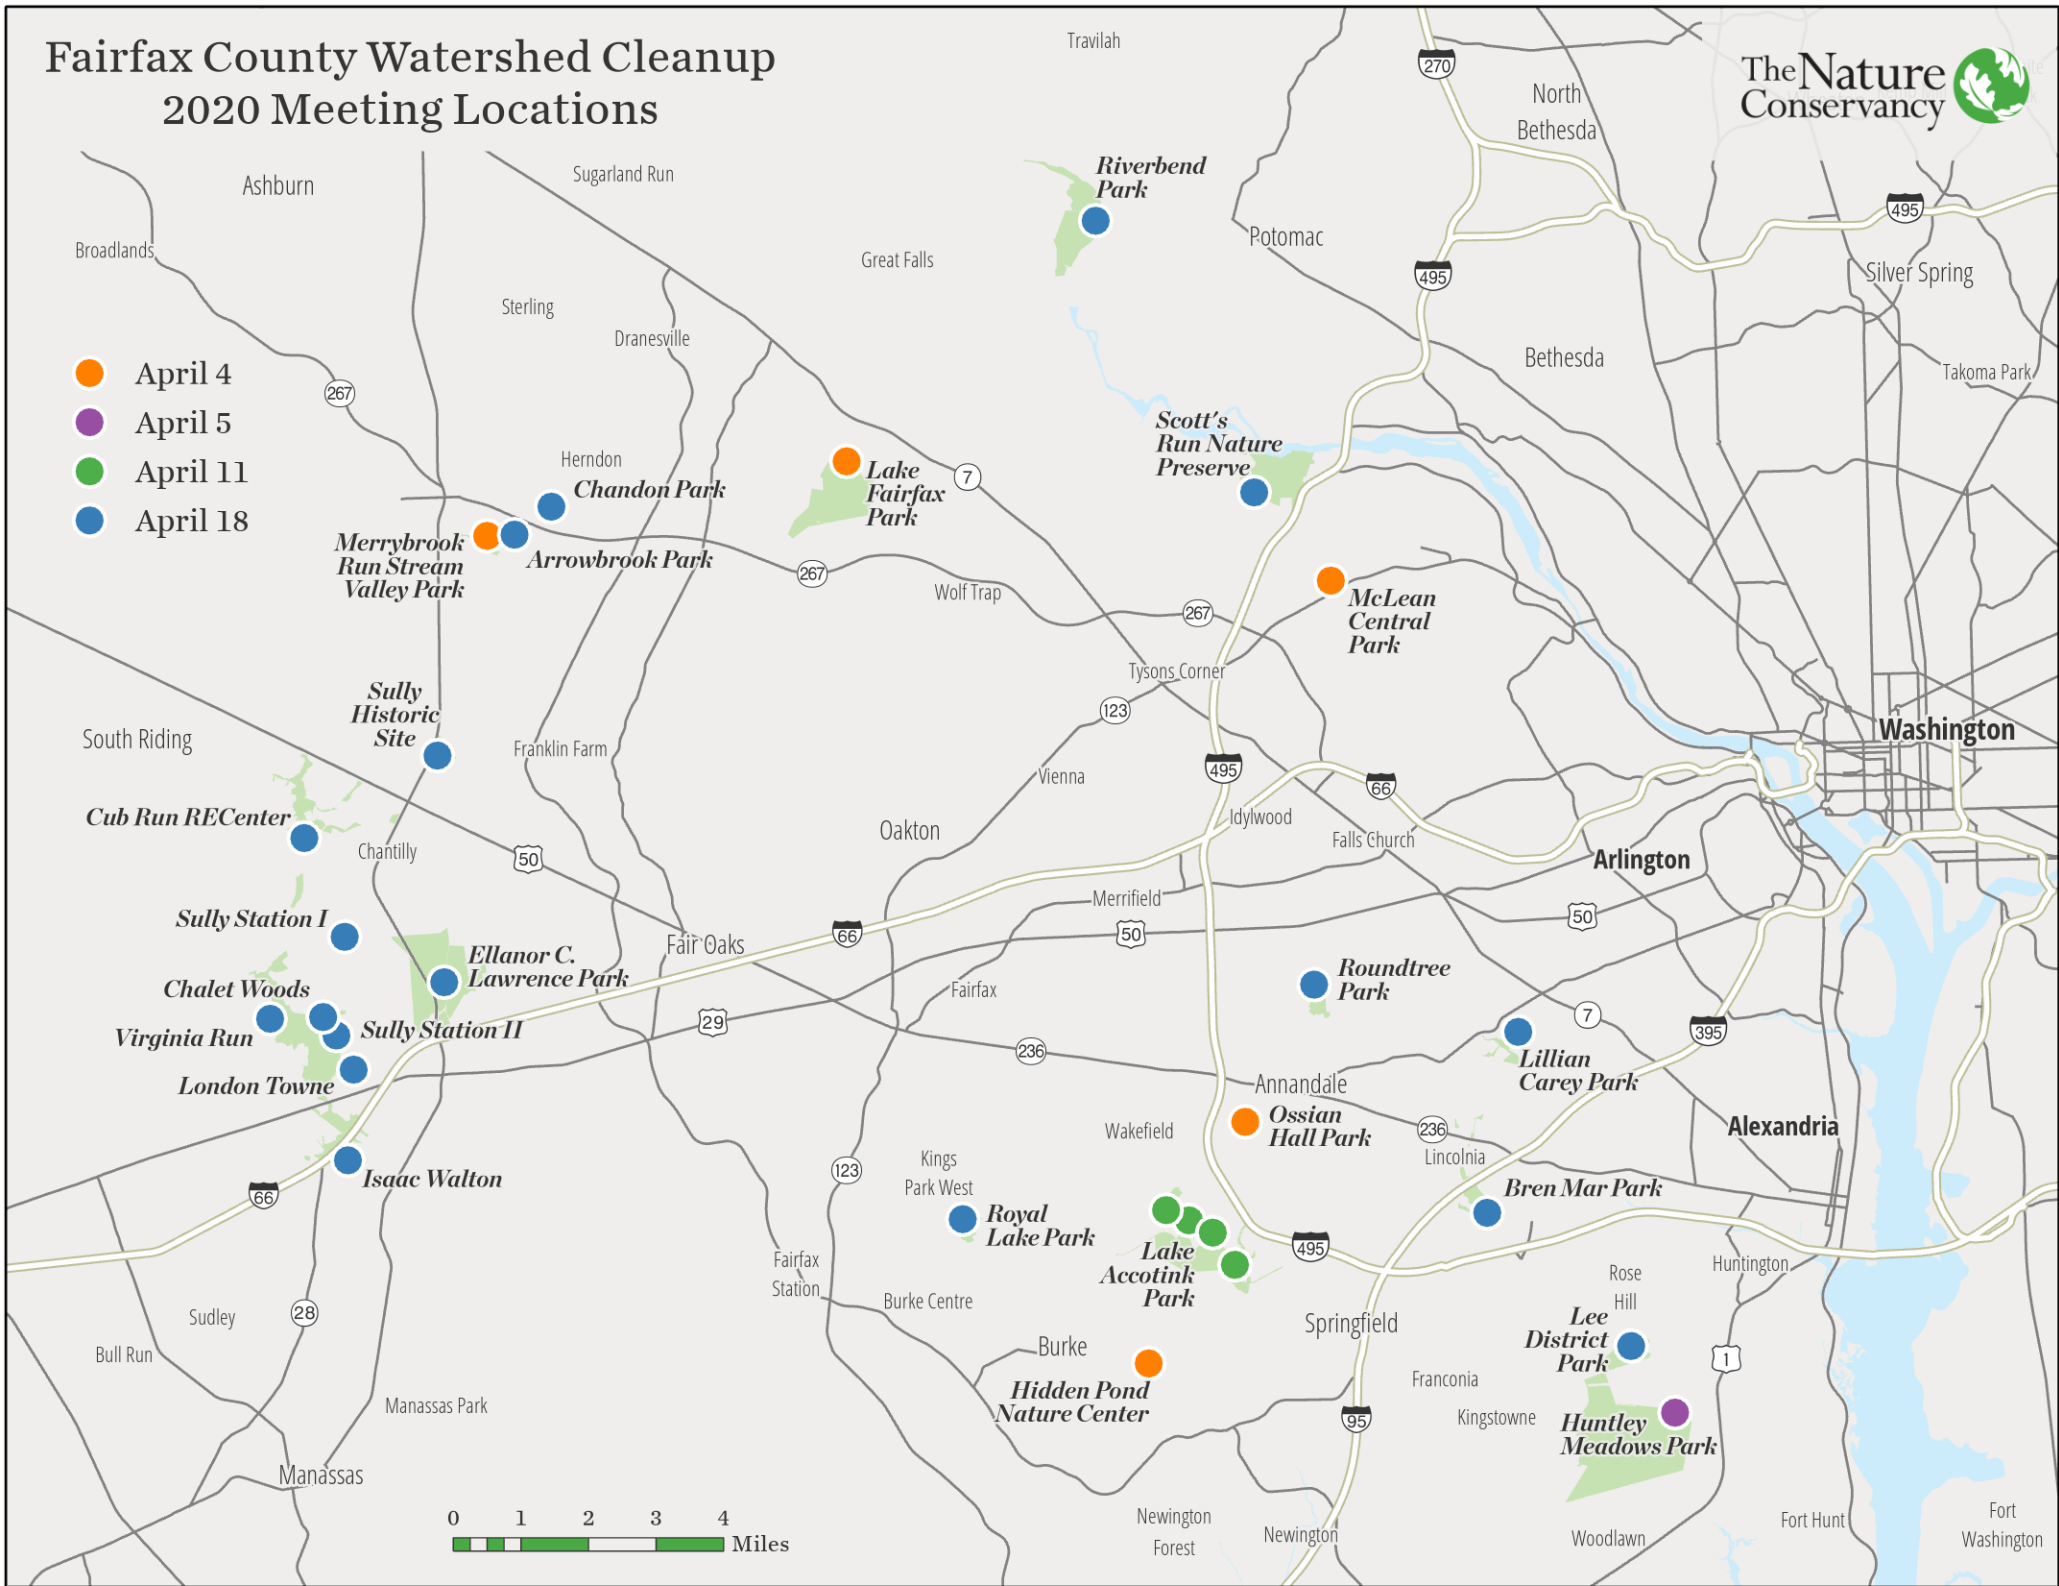 Fairfax County Watershed Cleanup
2020 Meeting Locations
The Nature
Conservancy
April 4
April 5
April 11
April 18
Travilah
270
North
Bethesda
Ashburn
Sugarland Run
Riverbend
Park
Broadlands
Great Falls
Potomac
495
495
Silver Spring
Sterling
Dranesville
Bethesda
Takoma Park
267
Herndon
Chandon Park
Lake
Fairfax
Park
7
Scott's
Run Nature
Preserve
Merrybrook
Run Stream
Valley Park
Arrowbrook Park
267
Wolf Trap
267
McLean
Central
Park
Tysons Corner
123
Sully
Historic
Site
South Riding
Franklin Farm
Vienna
495
66
Washington
Cub Run RECenter
Chantilly
50
Oakton
Idylwood
Falls Church
Arlington
Merrifield
50
50
Sully Station I
66
Fair Oaks
Ellanor C.
Lawrence Park
Chalet Woods
Virginia Run
Sully Station II
London Towne
29
Fairfax
236
Roundtree
Park
7
395
Lillian
Carey Park
Annandale
Ossian
Hall Park
236
Lincolnia
Alexandria
Wakefield
Isaac Walton
66
123
Kings
Park West
Royal
Lake Park
Bren Mar Park
Lake
Accotink
Park
495
Fairfax
Station
Burke Centre
Huntington
Rose
Hill
Lee
District
Park
1
28
Sudley
Bull Run
Springfield
Burke
Hidden Pond
Nature Center
Franconia
Kingstowne
95
Huntley
Meadows Park
Manassas Park
Manassas
0 1 2 3 4
Miles
Newington
Forest
Newington
Woodlawn
Fort Hunt
Fort
Washington